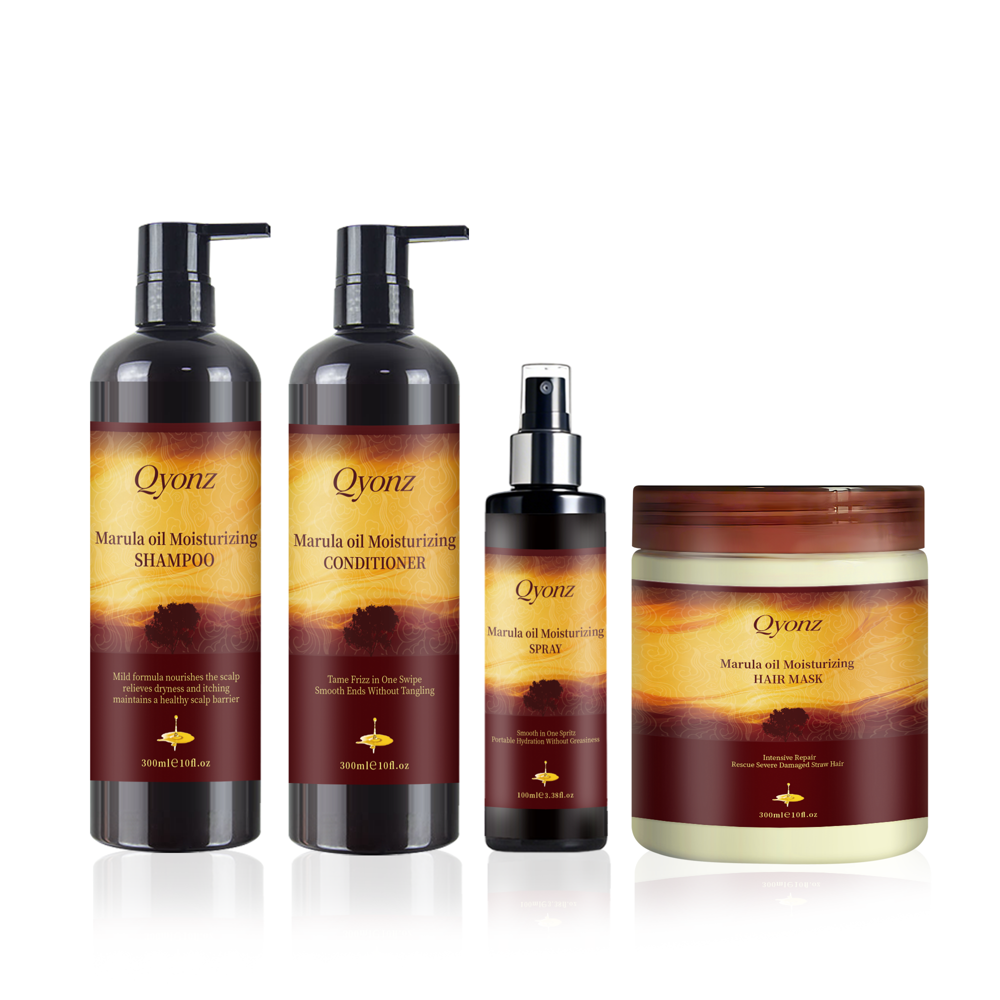 Qyonz
Marula oil Moisturizing
SHAMPOO
Mild formula nourishes the scalp
relieves dryness and itching
maintains a healthy scalp barrier
300ml℮10fl.oz
Qyonz
Marula oil Moisturizing
CONDITIONER
Tame Frizz in One Swipe
Smooth Ends Without Tangling
300ml℮10fl.oz
Qyonz
Marula oil Moisturizing
SPRAY
Smooth in One Spritz
Portable Hydration Without Greasiness
100ml℮3.38fl.oz
Qyonz
Marula oil Moisturizing
HAIR MASK
Intensive Repair
Rescue Severe Damaged Straw Hair
300ml℮10fl.oz